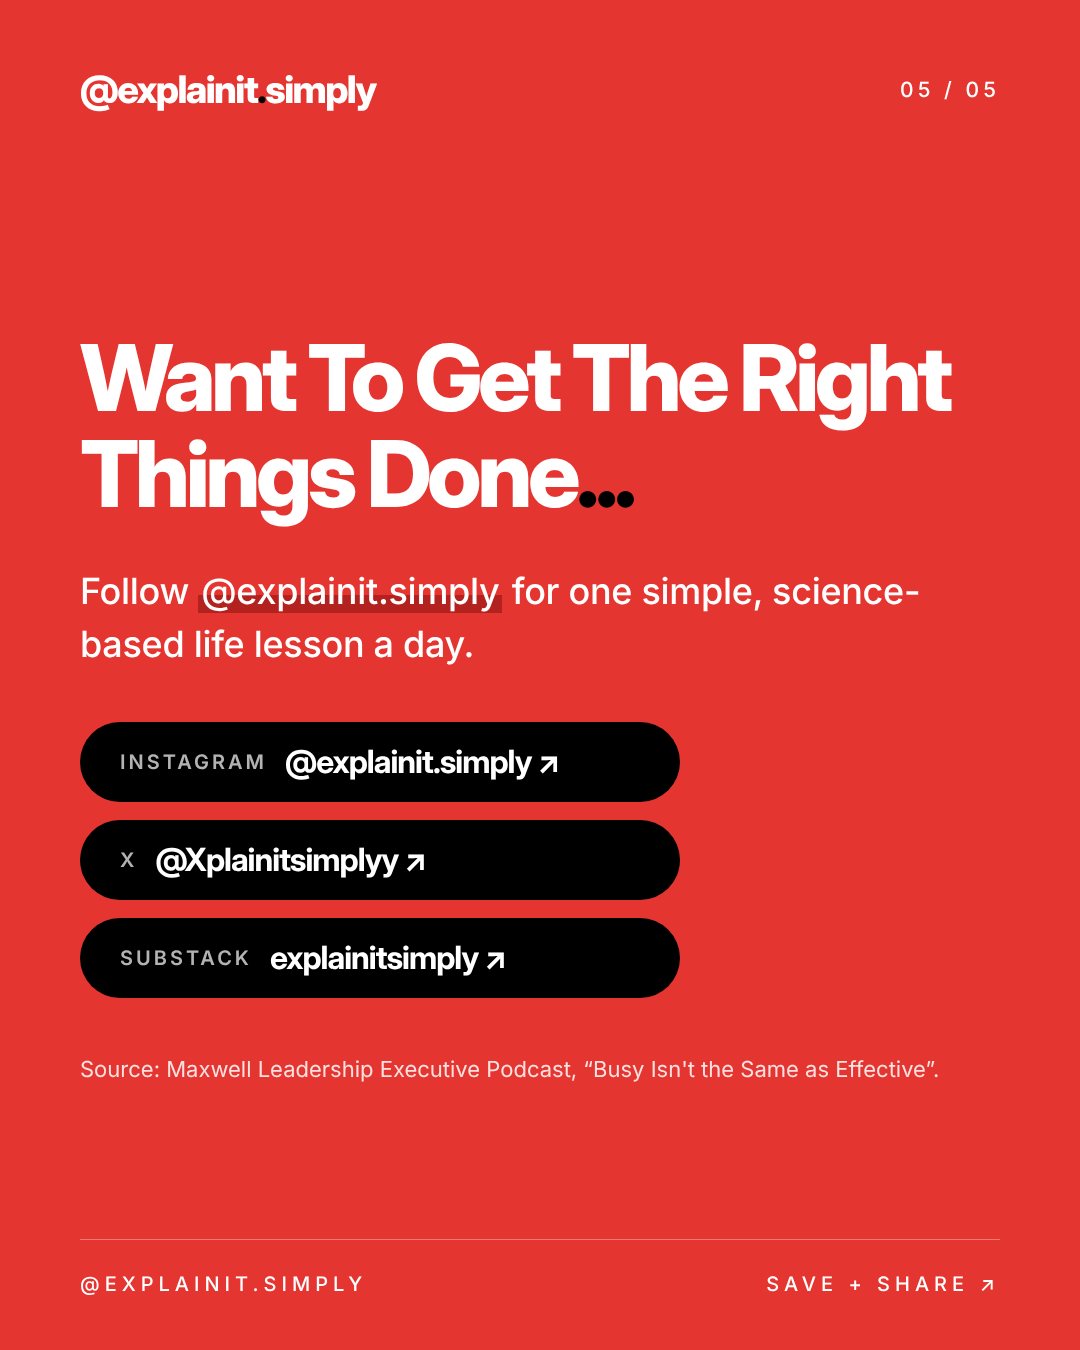 @explainit.simply
05 / 05
Want To Get The Right
Things Done...
Follow @explainit.simply for one simple, science-
based life lesson a day.
INSTAGRAM @explainit.simply ↗
X @Xplainitsimplyy ↗
SUBSTACK explainitsimply ↗
Source: Maxwell Leadership Executive Podcast, “Busy Isn't the Same as Effective”.
@EXPLAINIT.SIMPLY
SAVE + SHARE ↗